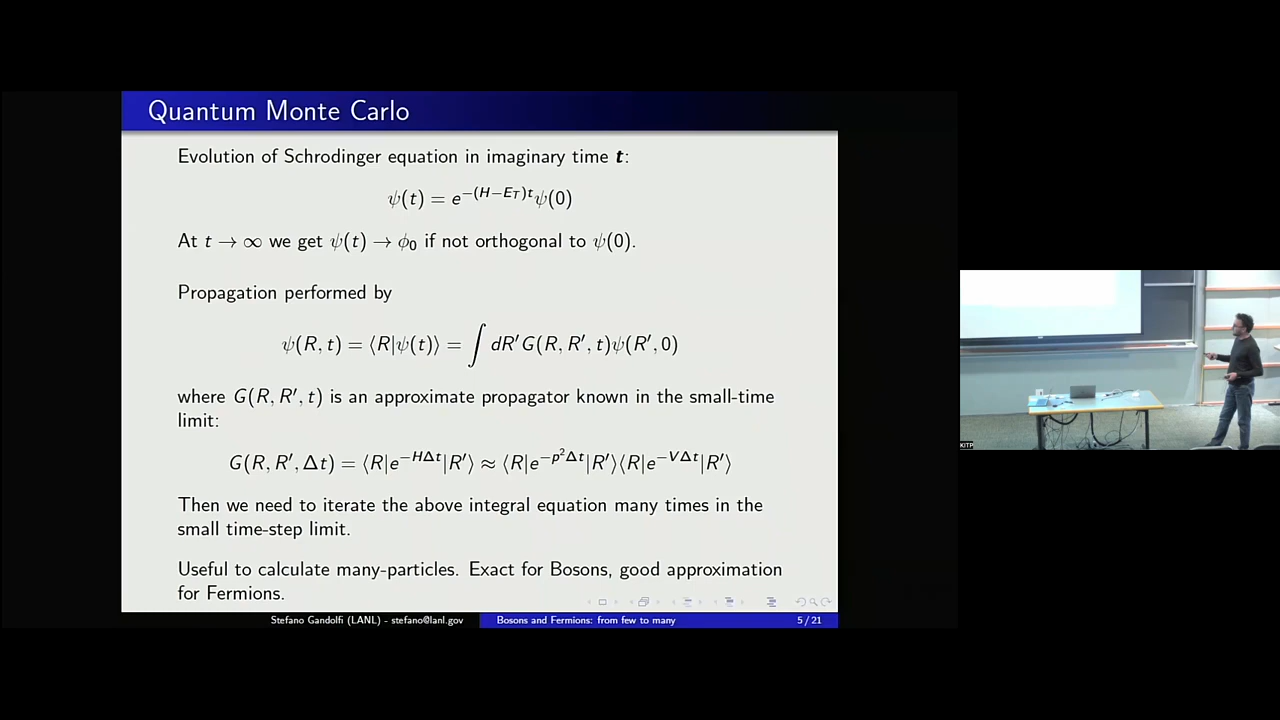 Quantum Monte Carlo
Evolution of Schrodinger equation in imaginary time t:
ψ(t) = e^{−(H−E_T)t}ψ(0)
At t → ∞ we get ψ(t) → ϕ₀ if not orthogonal to ψ(0).
Propagation performed by
ψ(R, t) = ⟨R|ψ(t)⟩ = ∫ dR′G(R, R′, t)ψ(R′, 0)
where G(R, R′, t) is an approximate propagator known in the small-time
limit:
G(R, R′, Δt) = ⟨R|e^{−HΔt}|R′⟩ ≈ ⟨R|e^{−p²Δt}|R′⟩⟨R|e^{−VΔt}|R′⟩
Then we need to iterate the above integral equation many times in the
small time-step limit.
Useful to calculate many-particles. Exact for Bosons, good approximation
for Fermions.
Stefano Gandolfi (LANL) - stefano@lanl.gov
Bosons and Fermions: from few to many
5 / 21
KITP